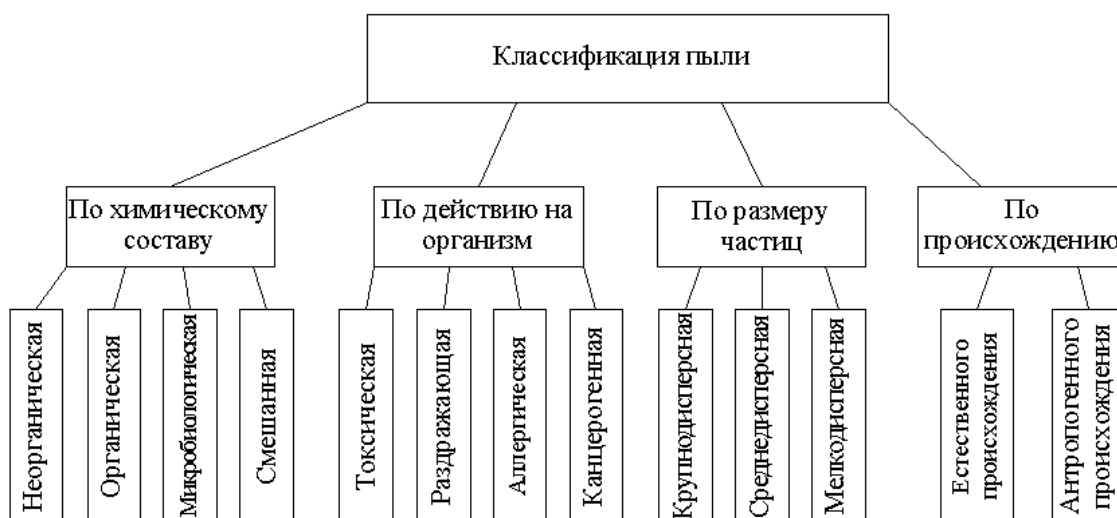 Классификация пыли
По химическому
составу
По действию на
организм
По размеру
частиц
По
происхождению
Неорганическая
Органическая
Микробиологическая
Смешанная
Токсическая
Раздражающая
Аллергическая
Канцерогенная
Крупнодисперсная
Среднедисперсная
Мелкодисперсная
Естественного
происхождения
Антропогенного
происхождения